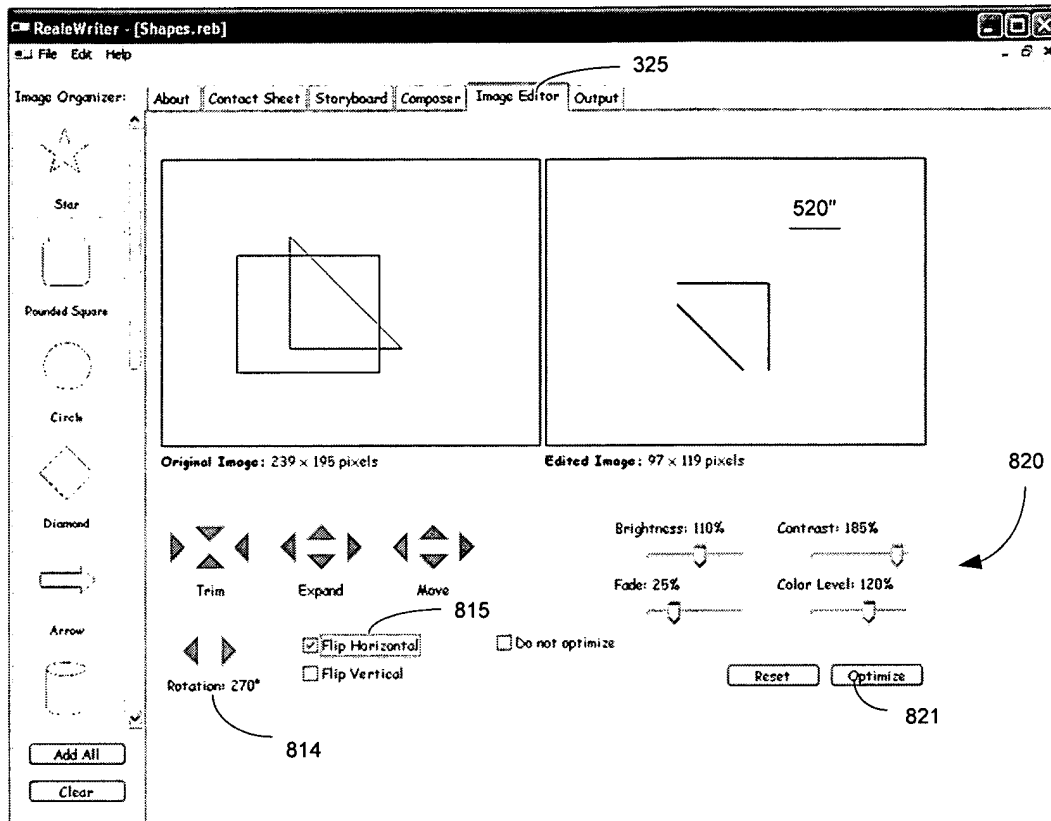 RealeWriter - [Shapes.reb]
File Edit Help
325
Image Organizer:
About Contact Sheet Storyboard Composer Image Editor Output
Star
520"
Rounded Square
Circle
Original Image: 239 x 195 pixels
Edited Image: 97 x 119 pixels
820
Diamond
Brightness: 110% Contrast: 185%
Trim Expand Move
Fade: 25% Color Level: 120%
815
Arrow
Flip Horizontal Do not optimize
Flip Vertical
Rotation: 270°
Reset Optimize
821
814
Add All
Clear